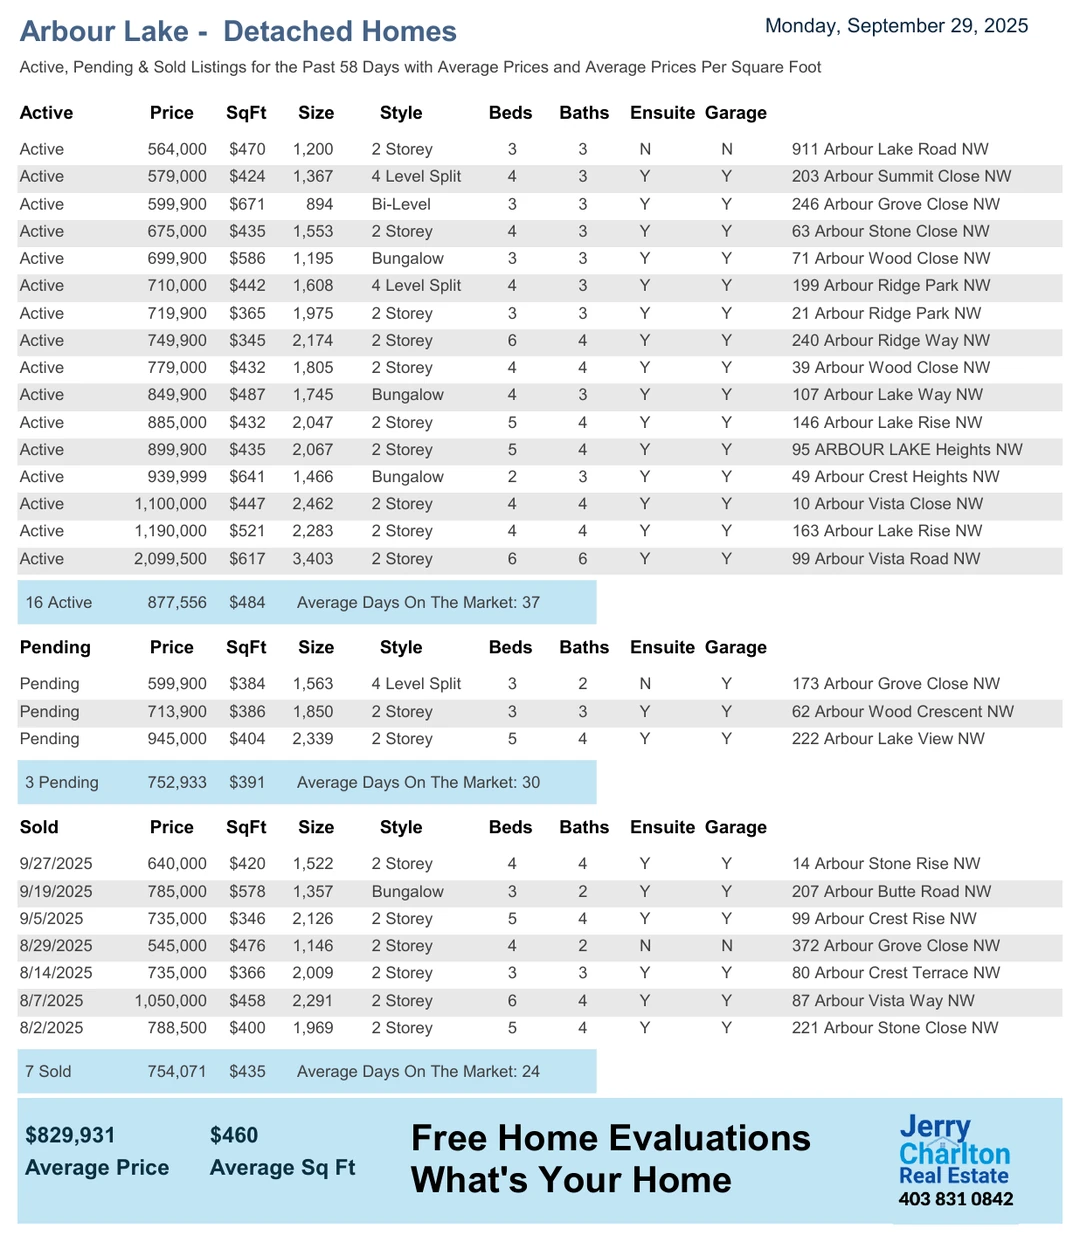 Arbour Lake - Detached Homes
Monday, September 29, 2025
Active, Pending & Sold Listings for the Past 58 Days with Average Prices and Average Prices Per Square Foot
Active Price SqFt Size Style Beds Baths Ensuite Garage
Active 564,000 $470 1,200 2 Storey 3 3 N N 911 Arbour Lake Road NW
Active 579,000 $424 1,367 4 Level Split 4 3 Y Y 203 Arbour Summit Close NW
Active 599,900 $671 894 Bi-Level 3 3 Y Y 246 Arbour Grove Close NW
Active 675,000 $435 1,553 2 Storey 4 3 Y Y 63 Arbour Stone Close NW
Active 699,900 $586 1,195 Bungalow 3 3 Y Y 71 Arbour Wood Close NW
Active 710,000 $442 1,608 4 Level Split 4 3 Y Y 199 Arbour Ridge Park NW
Active 719,900 $365 1,975 2 Storey 3 3 Y Y 21 Arbour Ridge Park NW
Active 749,900 $345 2,174 2 Storey 6 4 Y Y 240 Arbour Ridge Way NW
Active 779,000 $432 1,805 2 Storey 4 4 Y Y 39 Arbour Wood Close NW
Active 849,900 $487 1,745 Bungalow 4 3 Y Y 107 Arbour Lake Way NW
Active 885,000 $432 2,047 2 Storey 5 4 Y Y 146 Arbour Lake Rise NW
Active 899,900 $435 2,067 2 Storey 5 4 Y Y 95 ARBOUR LAKE Heights NW
Active 939,999 $641 1,466 Bungalow 2 3 Y Y 49 Arbour Crest Heights NW
Active 1,100,000 $447 2,462 2 Storey 4 4 Y Y 10 Arbour Vista Close NW
Active 1,190,000 $521 2,283 2 Storey 4 4 Y Y 163 Arbour Lake Rise NW
Active 2,099,500 $617 3,403 2 Storey 6 6 Y Y 99 Arbour Vista Road NW
16 Active 877,556 $484 Average Days On The Market: 37
Pending Price SqFt Size Style Beds Baths Ensuite Garage
Pending 599,900 $384 1,563 4 Level Split 3 2 N Y 173 Arbour Grove Close NW
Pending 713,900 $386 1,850 2 Storey 3 3 Y Y 62 Arbour Wood Crescent NW
Pending 945,000 $404 2,339 2 Storey 5 4 Y Y 222 Arbour Lake View NW
3 Pending 752,933 $391 Average Days On The Market: 30
Sold Price SqFt Size Style Beds Baths Ensuite Garage
9/27/2025 640,000 $420 1,522 2 Storey 4 4 Y Y 14 Arbour Stone Rise NW
9/19/2025 785,000 $578 1,357 Bungalow 3 2 Y Y 207 Arbour Butte Road NW
9/5/2025 735,000 $346 2,126 2 Storey 5 4 Y Y 99 Arbour Crest Rise NW
8/29/2025 545,000 $476 1,146 2 Storey 4 2 N N 372 Arbour Grove Close NW
8/14/2025 735,000 $366 2,009 2 Storey 3 3 Y Y 80 Arbour Crest Terrace NW
8/7/2025 1,050,000 $458 2,291 2 Storey 6 4 Y Y 87 Arbour Vista Way NW
8/2/2025 788,500 $400 1,969 2 Storey 5 4 Y Y 221 Arbour Stone Close NW
7 Sold 754,071 $435 Average Days On The Market: 24
$829,931 $460
Average Price Average Sq Ft
Free Home Evaluations
What's Your Home
Jerry
Charlton
Real Estate
403 831 0842